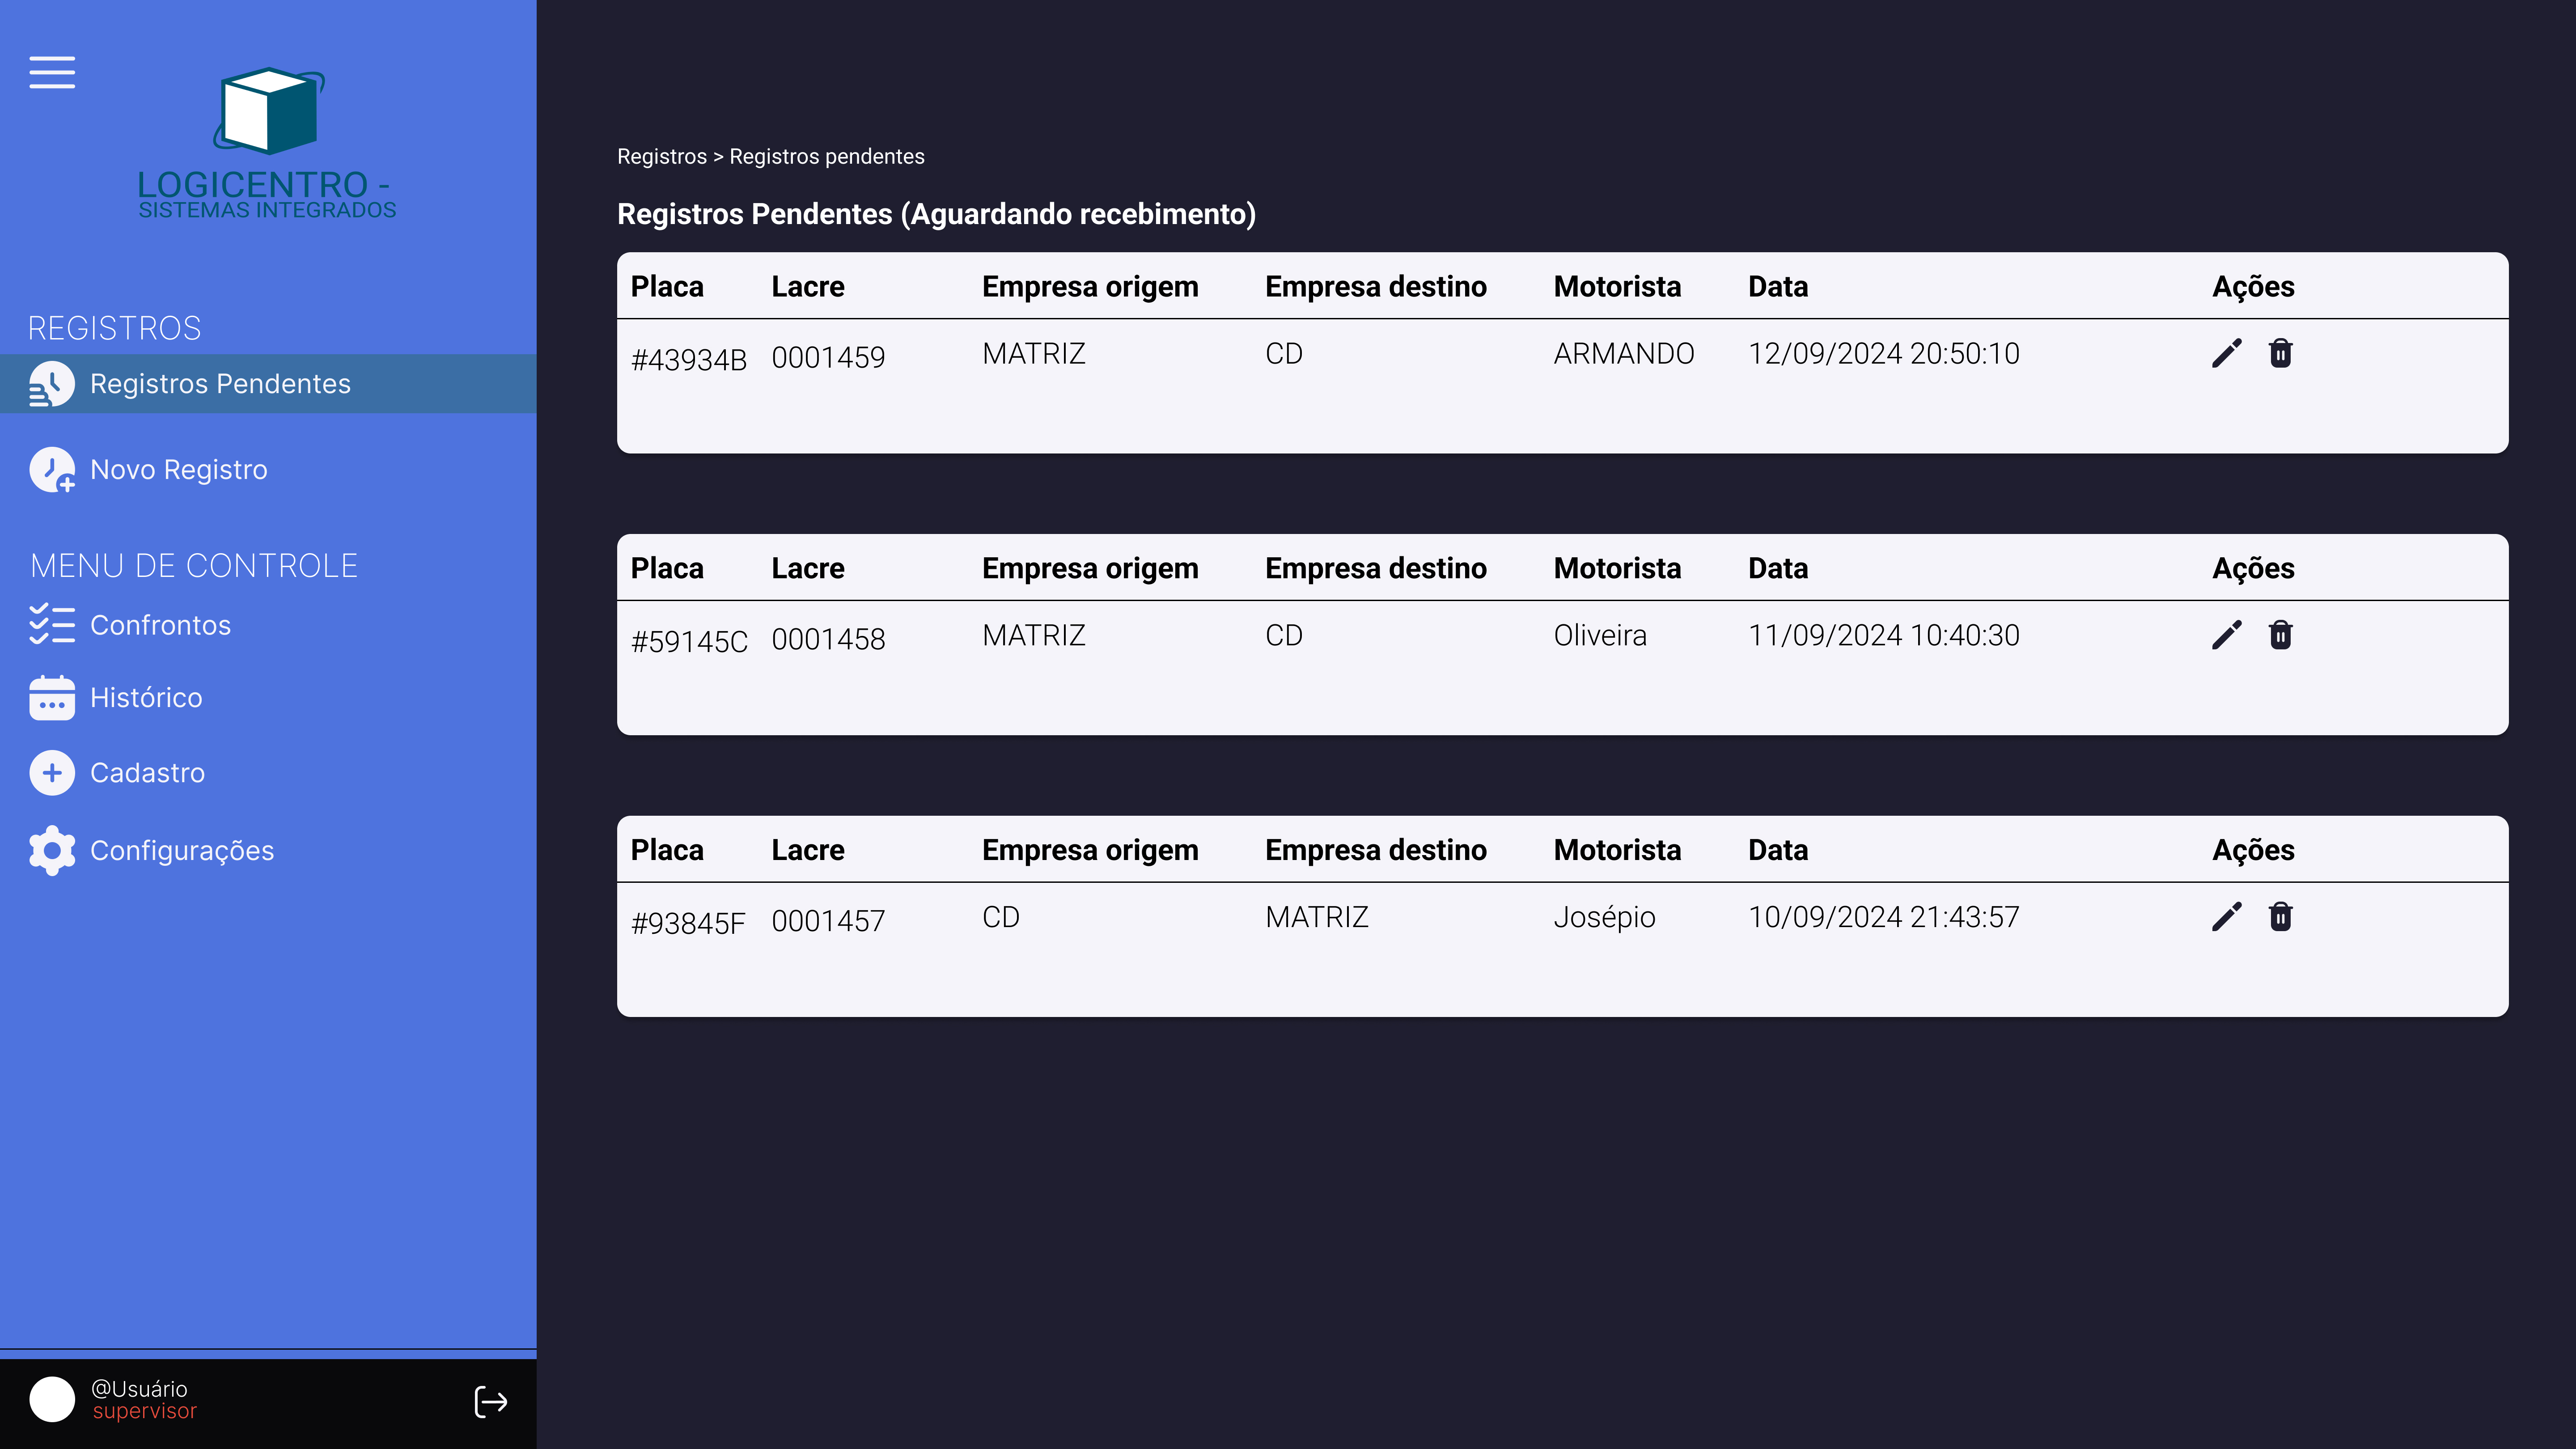 LOGICENTRO -
SISTEMAS INTEGRADOS
REGISTROS
Registros Pendentes
Novo Registro
MENU DE CONTROLE
Confrontos
Histórico
Cadastro
Configurações
@Usuário
supervisor
Registros > Registros pendentes
Registros Pendentes (Aguardando recebimento)
Placa Lacre Empresa origem Empresa destino Motorista Data Ações
#43934B 0001459 MATRIZ CD ARMANDO 12/09/2024 20:50:10
Placa Lacre Empresa origem Empresa destino Motorista Data Ações
#59145C 0001458 MATRIZ CD Oliveira 11/09/2024 10:40:30
Placa Lacre Empresa origem Empresa destino Motorista Data Ações
#93845F 0001457 CD MATRIZ Josépio 10/09/2024 21:43:57